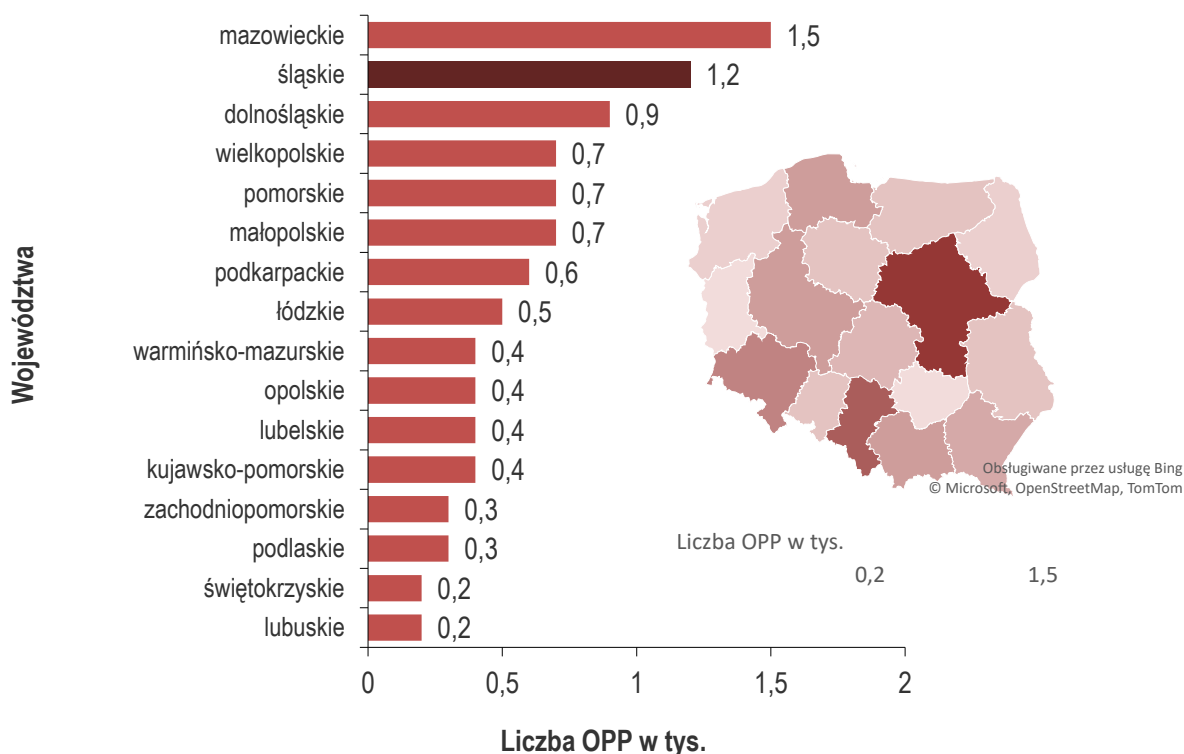 Województwa
mazowieckie 1,5
śląskie 1,2
dolnośląskie 0,9
wielkopolskie 0,7
pomorskie 0,7
małopolskie 0,7
podkarpackie 0,6
łódzkie 0,5
warmińsko-mazurskie 0,4
opolskie 0,4
lubelskie 0,4
kujawsko-pomorskie 0,4
zachodniopomorskie 0,3
podlaskie 0,3
świętokrzyskie 0,2
lubuskie 0,2
0 0,5 1 1,5 2
Liczba OPP w tys.
Obsługiwane przez usługę Bing
© Microsoft, OpenStreetMap, TomTom
Liczba OPP w tys.
0,2 1,5